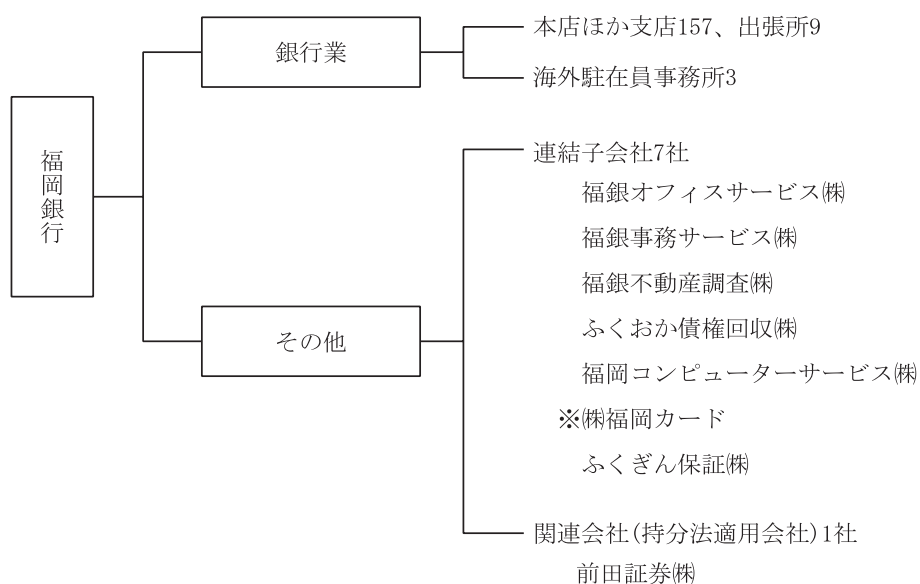 福岡銀行
銀行業
本店ほか支店157、出張所9
海外駐在員事務所3
その他
連結子会社7社
福銀オフィスサービス㈱
福銀事務サービス㈱
福銀不動産調査㈱
ふくおか債権回収㈱
福岡コンピューターサービス㈱
※㈱福岡カード
ふくぎん保証㈱
関連会社(持分法適用会社)1社
前田証券㈱